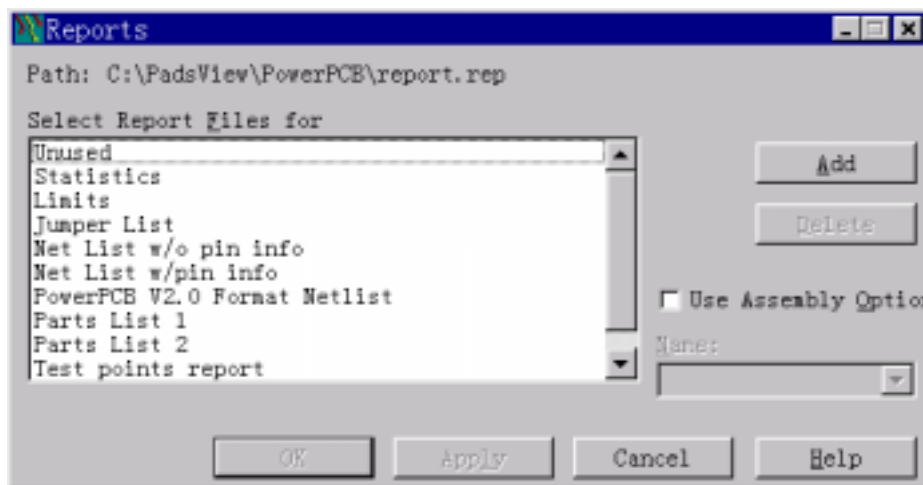 Reports
Path: C:\PadsView\PowerPCB\report.rep
Select Report Files for
Unused
Statistics
Limits
Jumper List
Net List w/o pin info
Net List w/pin info
PowerPCB V2.0 Format Netlist
Parts List 1
Parts List 2
Test points report
Add
Delete
Use Assembly Optio
Name:
OK
Apply
Cancel
Help